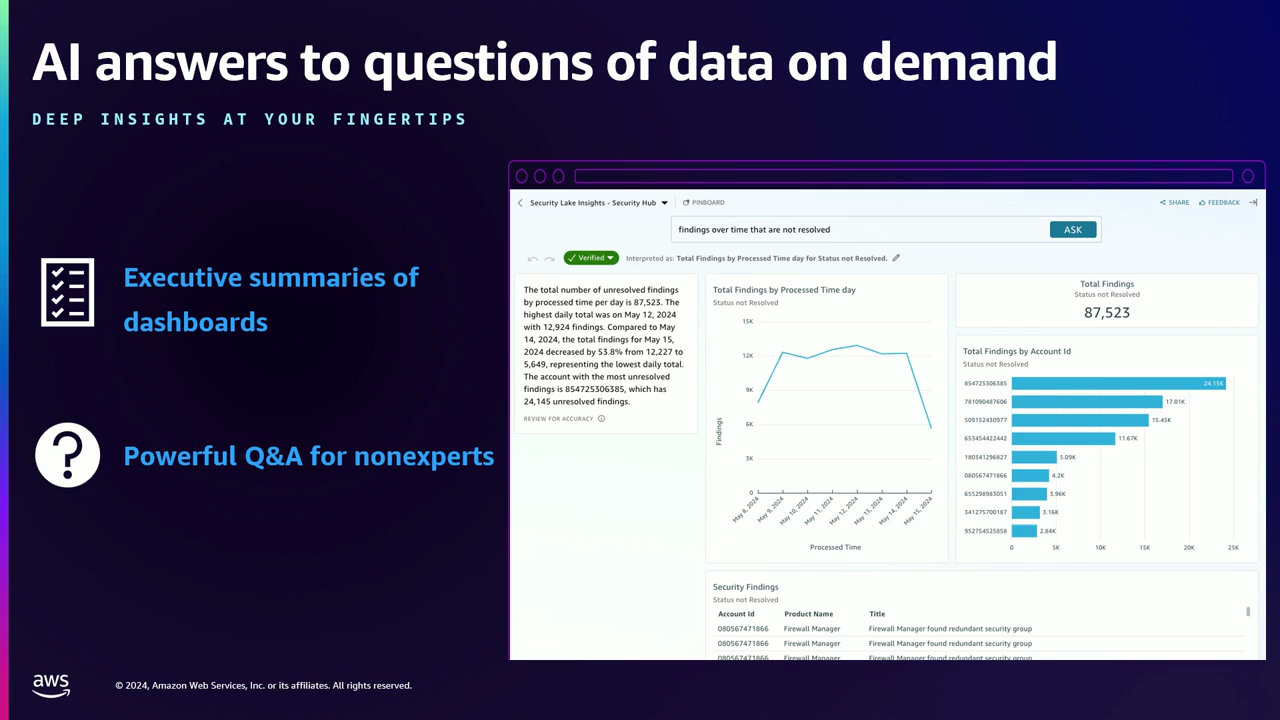 AI answers to questions of data on demand
DEEP INSIGHTS AT YOUR FINGERTIPS
Executive summaries of
dashboards
Powerful Q&A for nonexperts
Security Lake Insights - Security Hub
PINBOARD
SHARE
FEEDBACK
findings over time that are not resolved
ASK
Verified
Interpreted as: Total Findings by Processed Time day for Status not Resolved.
The total number of unresolved findings
by processed time per day is 87,523. The
highest daily total was on May 12, 2024
with 12,924 findings. Compared to May
14, 2024, the total findings for May 15,
2024 decreased by 53.8% from 12,227 to
5,649, representing the lowest daily total.
The account with the most unresolved
findings is 854725306385, which has
24,145 unresolved findings.
REVIEW FOR ACCURACY
Total Findings by Processed Time day
Status not Resolved
15K
12K
9K
6K
3K
0
Findings
May 8, 2024
May 9, 2024
May 10, 2024
May 11, 2024
May 12, 2024
May 13, 2024
May 14, 2024
May 15, 2024
Processed Time
Total Findings
Status not Resolved
87,523
Total Findings by Account Id
Status not Resolved
854725306385 24.15K
781090487606 17.01K
509152430977 15.45K
653454422442 11.67K
180341296827 5.09K
080567471866 4.2K
655298983051 3.96K
341275700187 3.16K
952754525858 2.84K
0 5K 10K 15K 20K 25K
Security Findings
Status not Resolved
Account Id Product Name Title
080567471866 Firewall Manager Firewall Manager found redundant security group
080567471866 Firewall Manager Firewall Manager found redundant security group
080567471866 Firewall Manager Firewall Manager found redundant security group
aws
© 2024, Amazon Web Services, Inc. or its affiliates. All rights reserved.